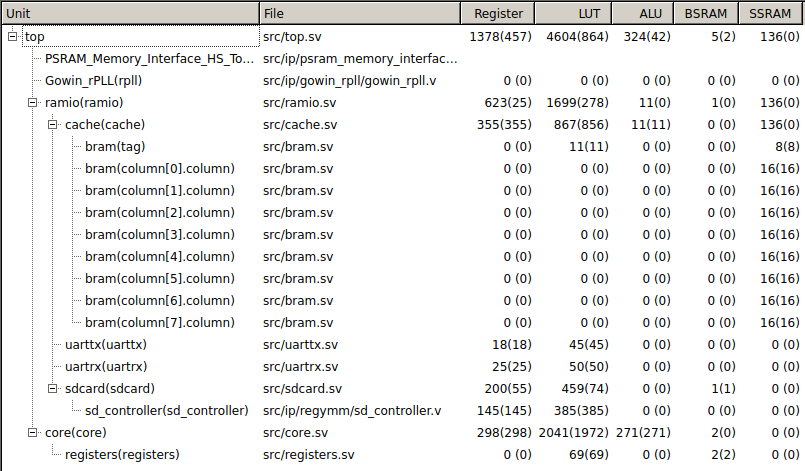 Unit File Register LUT ALU BSRAM SSRAM
top src/top.sv 1378(457) 4604(864) 324(42) 5(2) 136(0)
PSRAM_Memory_Interface_HS_To... src/ip/psram_memory_interfac...
Gowin_rPLL(rpll) src/ip/gowin_rpll/gowin_rpll.v 0 (0) 0 (0) 0 (0) 0 (0) 0 (0)
ramio(ramio) src/ramio.sv 623(25) 1699(278) 11(0) 1(0) 136(0)
cache(cache) src/cache.sv 355(355) 867(856) 11(11) 0 (0) 136(0)
bram(tag) src/bram.sv 0 (0) 11(11) 0 (0) 0 (0) 8(8)
bram(column[0].column) src/bram.sv 0 (0) 0 (0) 0 (0) 0 (0) 16(16)
bram(column[1].column) src/bram.sv 0 (0) 0 (0) 0 (0) 0 (0) 16(16)
bram(column[2].column) src/bram.sv 0 (0) 0 (0) 0 (0) 0 (0) 16(16)
bram(column[3].column) src/bram.sv 0 (0) 0 (0) 0 (0) 0 (0) 16(16)
bram(column[4].column) src/bram.sv 0 (0) 0 (0) 0 (0) 0 (0) 16(16)
bram(column[5].column) src/bram.sv 0 (0) 0 (0) 0 (0) 0 (0) 16(16)
bram(column[6].column) src/bram.sv 0 (0) 0 (0) 0 (0) 0 (0) 16(16)
bram(column[7].column) src/bram.sv 0 (0) 0 (0) 0 (0) 0 (0) 16(16)
uarttx(uarttx) src/uarttx.sv 18(18) 45(45) 0 (0) 0 (0) 0 (0)
uartrx(uartrx) src/uartrx.sv 25(25) 50(50) 0 (0) 0 (0) 0 (0)
sdcard(sdcard) src/sdcard.sv 200(55) 459(74) 0 (0) 1(1) 0 (0)
sd_controller(sd_controller) src/ip/regymm/sd_controller.v 145(145) 385(385) 0 (0) 0 (0) 0 (0)
core(core) src/core.sv 298(298) 2041(1972) 271(271) 2(0) 0 (0)
registers(registers) src/registers.sv 0 (0) 69(69) 0 (0) 2(2) 0 (0)